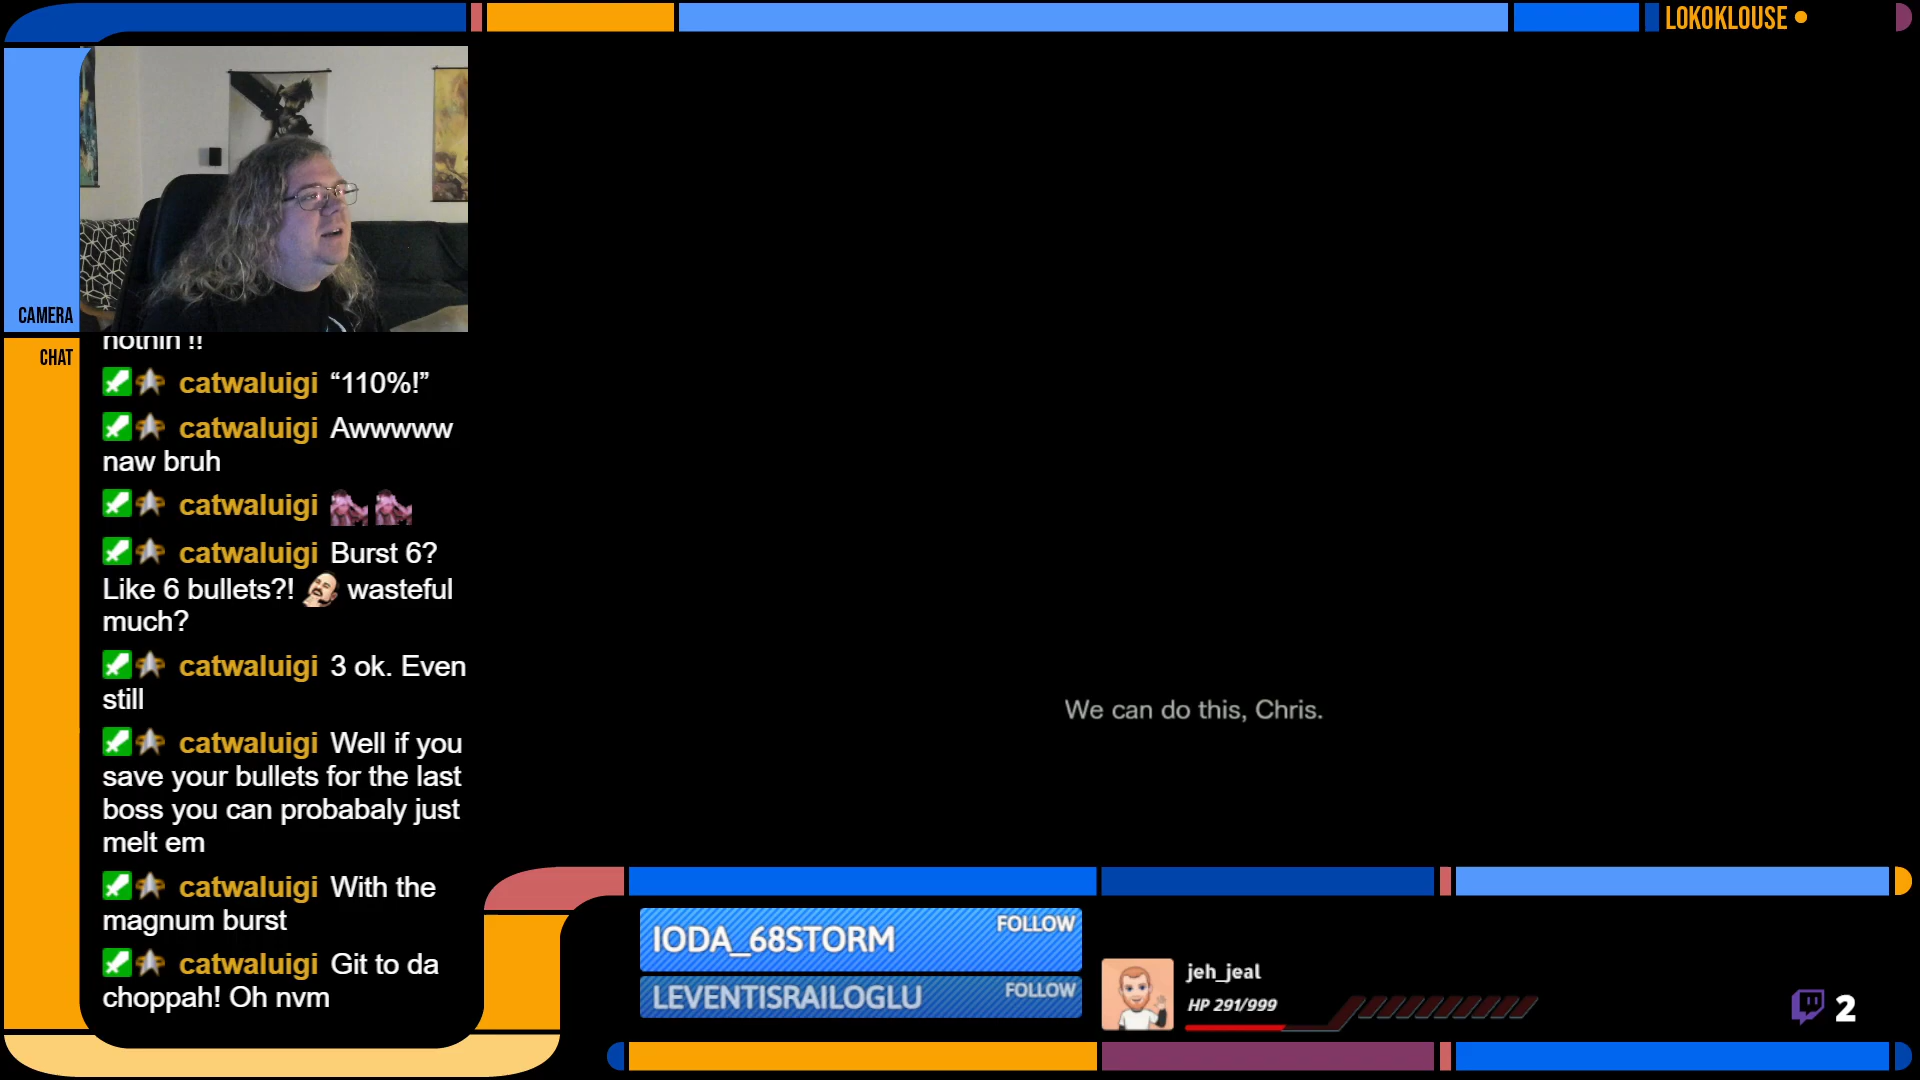 LOKOKLOUSE
CAMERA
CHAT
nothin !!
catwaluigi “110%!”
catwaluigi Awwwww
naw bruh
catwaluigi
catwaluigi Burst 6?
Like 6 bullets?! wasteful
much?
catwaluigi 3 ok. Even
still
catwaluigi Well if you
save your bullets for the last
boss you can probabaly just
melt em
catwaluigi With the
magnum burst
catwaluigi Git to da
choppah! Oh nvm
We can do this, Chris.
IODA_68STORM FOLLOW
LEVENTISRAILOGLU FOLLOW
jeh_jeal
HP 291/999
2